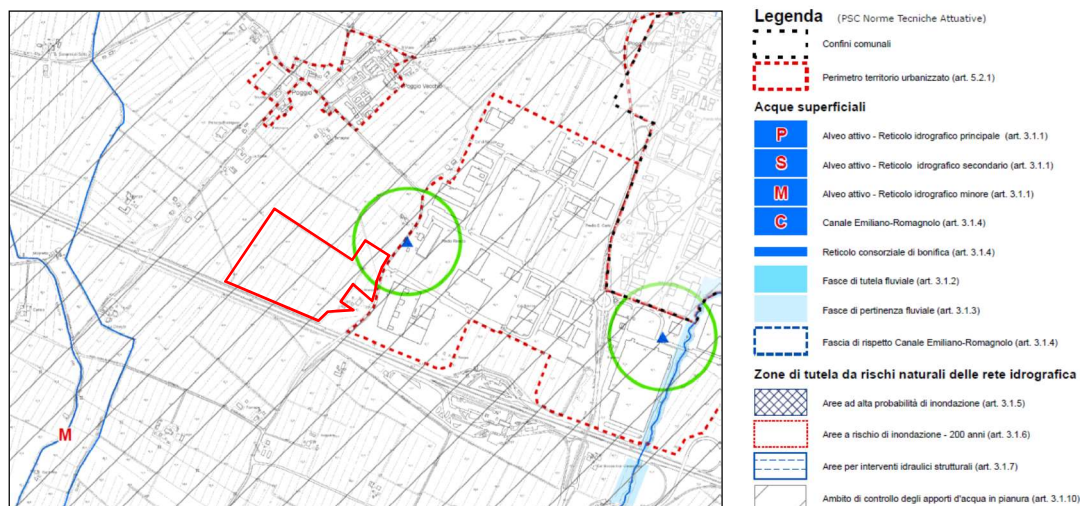 Legenda (PSC Norme Tecniche Attuative)
Confini comunali
Perimetro territorio urbanizzato (art. 5.2.1)
Acque superficiali
P Alveo attivo - Reticolo idrografico principale (art. 3.1.1)
S Alveo attivo - Reticolo idrografico secondario (art. 3.1.1)
M Alveo attivo - Reticolo idrografico minore (art. 3.1.1)
C Canale Emiliano-Romagnolo (art. 3.1.4)
Reticolo consorziale di bonifica (art. 3.1.4)
Fasce di tutela fluviale (art. 3.1.2)
Fasce di pertinenza fluviale (art. 3.1.3)
Fascia di rispetto Canale Emiliano-Romagnolo (art. 3.1.4)
Zone di tutela da rischi naturali delle rete idrografica
Aree ad alta probabilità di inondazione (art. 3.1.5)
Aree a rischio di inondazione - 200 anni (art. 3.1.6)
Aree per interventi idraulici strutturali (art. 3.1.7)
Ambito di controllo degli apporti d'acqua in pianura (art. 3.1.10)
Poggio
Poggio Vecchio
M